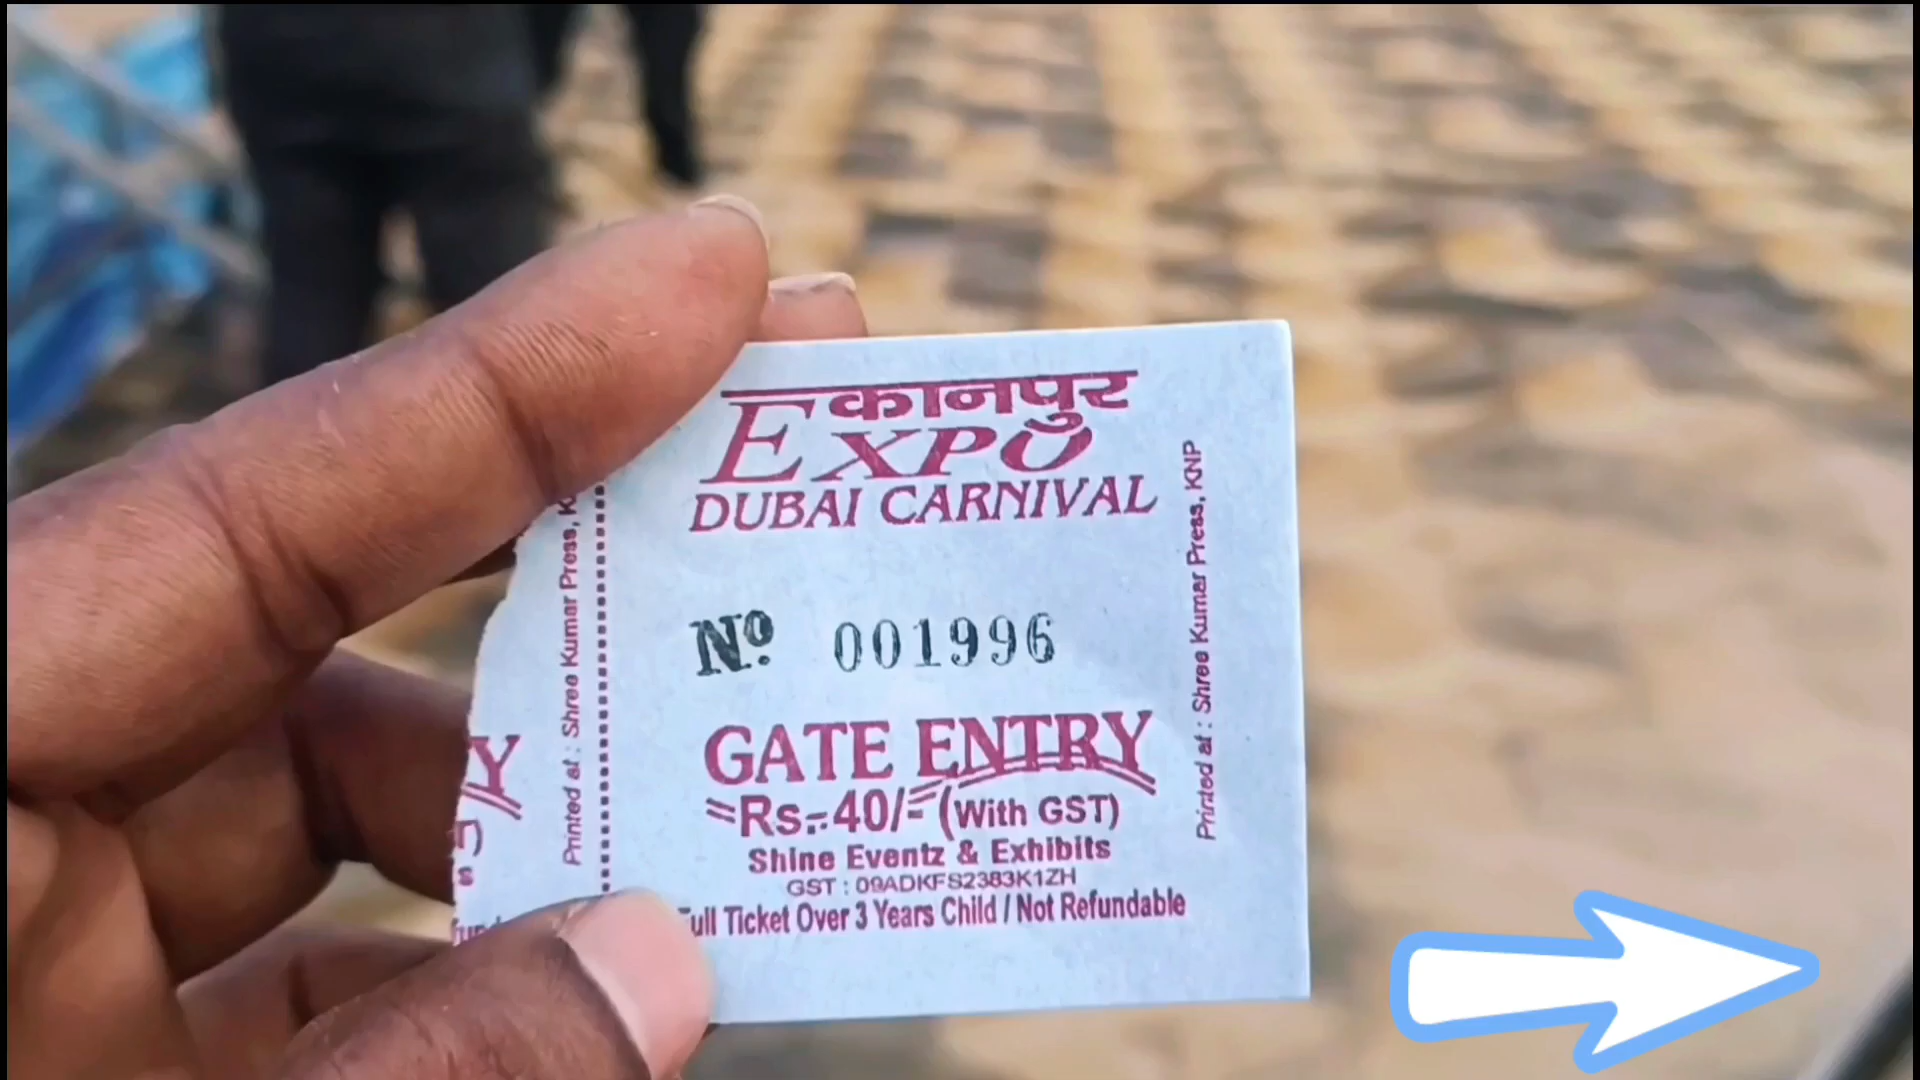 कानपुर
EXPO
DUBAI CARNIVAL
Nº. 001996
GATE ENTRY
=Rs.-40/-=(With GST)
Shine Eventz & Exhibits
GST : 09ADKFS2383K1ZH
ull Ticket Over 3 Years Child / Not Refundable
Printed at : Shree Kumar Press, KNP
Printed at : Shree Kumar Press, K
Y
s